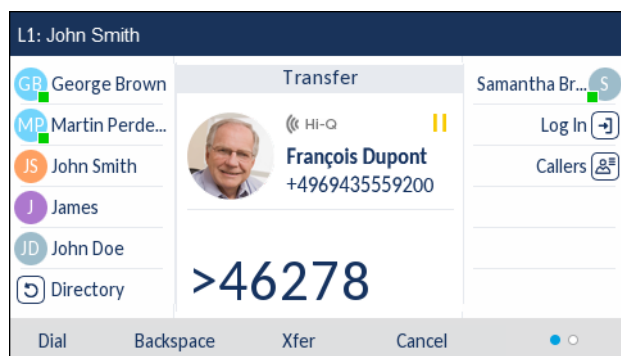 L1: John Smith
GB George Brown
MP Martin Perde...
JS John Smith
J James
JD John Doe
Directory
Transfer
Hi-Q
François Dupont
+4969435559200
>46278
Samantha Br... S
Log In
Callers
Dial Backspace Xfer Cancel